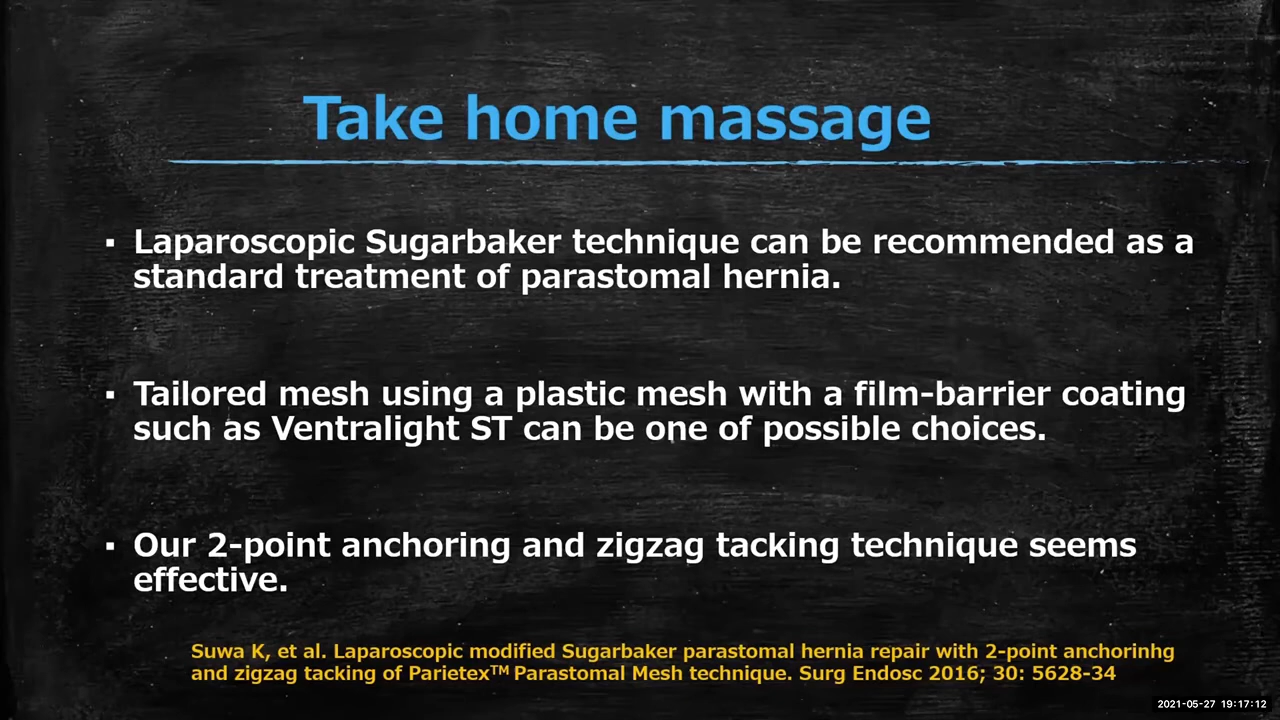 Take home massage
▪ Laparoscopic Sugarbaker technique can be recommended as a
standard treatment of parastomal hernia.
▪ Tailored mesh using a plastic mesh with a film-barrier coating
such as Ventralight ST can be one of possible choices.
▪ Our 2-point anchoring and zigzag tacking technique seems
effective.
Suwa K, et al. Laparoscopic modified Sugarbaker parastomal hernia repair with 2-point anchorinhg
and zigzag tacking of Parietex™ Parastomal Mesh technique. Surg Endosc 2016; 30: 5628-34
2021-05-27 19:17:12